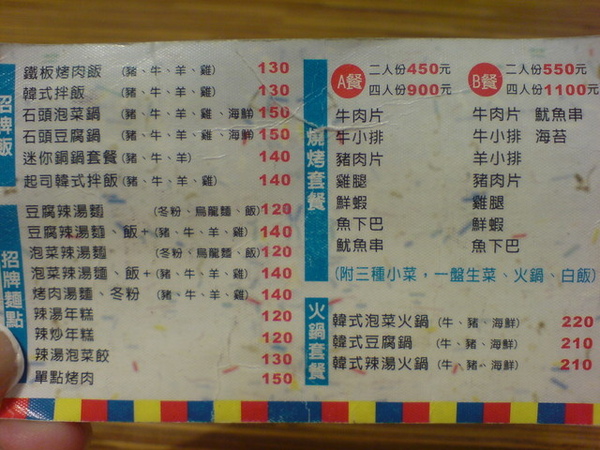 招牌飯
鐵板烤肉飯 (豬、牛、羊、雞) 130
韓式拌飯 (豬、牛、羊、雞) 130
石頭泡菜鍋 (豬、牛、羊、雞、海鮮) 150
石頭豆腐鍋 (豬、牛、羊、雞、海鮮) 150
迷你銅鍋套餐 (豬、牛、羊) 140
起司韓式拌飯 (豬、牛、羊、雞) 140
招牌麵點
豆腐辣湯麵 (冬粉、烏龍麵、飯) 120
豆腐辣湯麵、飯+(豬、牛、羊、雞) 140
泡菜辣湯麵 (冬粉、烏龍麵、飯) 120
泡菜辣湯麵、飯+(豬、牛、羊、雞) 140
烤肉湯麵、冬粉 (豬、牛、羊、雞) 140
辣湯年糕 120
辣炒年糕 120
辣湯泡菜餃 130
單點烤肉 150
燒烤套餐
A餐 二人份450元
四人份900元
牛肉片
牛小排
豬肉片
雞腿
鮮蝦
魚下巴
魷魚串
B餐 二人份550元
四人份1100元
牛肉片 魷魚串
牛小排 海苔
羊小排
豬肉片
雞腿
鮮蝦
魚下巴
(附三種小菜，一盤生菜、火鍋、白飯)
火鍋套餐
韓式泡菜火鍋 (牛、豬、海鮮) 220
韓式豆腐鍋 (牛、豬、海鮮) 210
韓式辣湯火鍋 (牛、豬、海鮮) 210